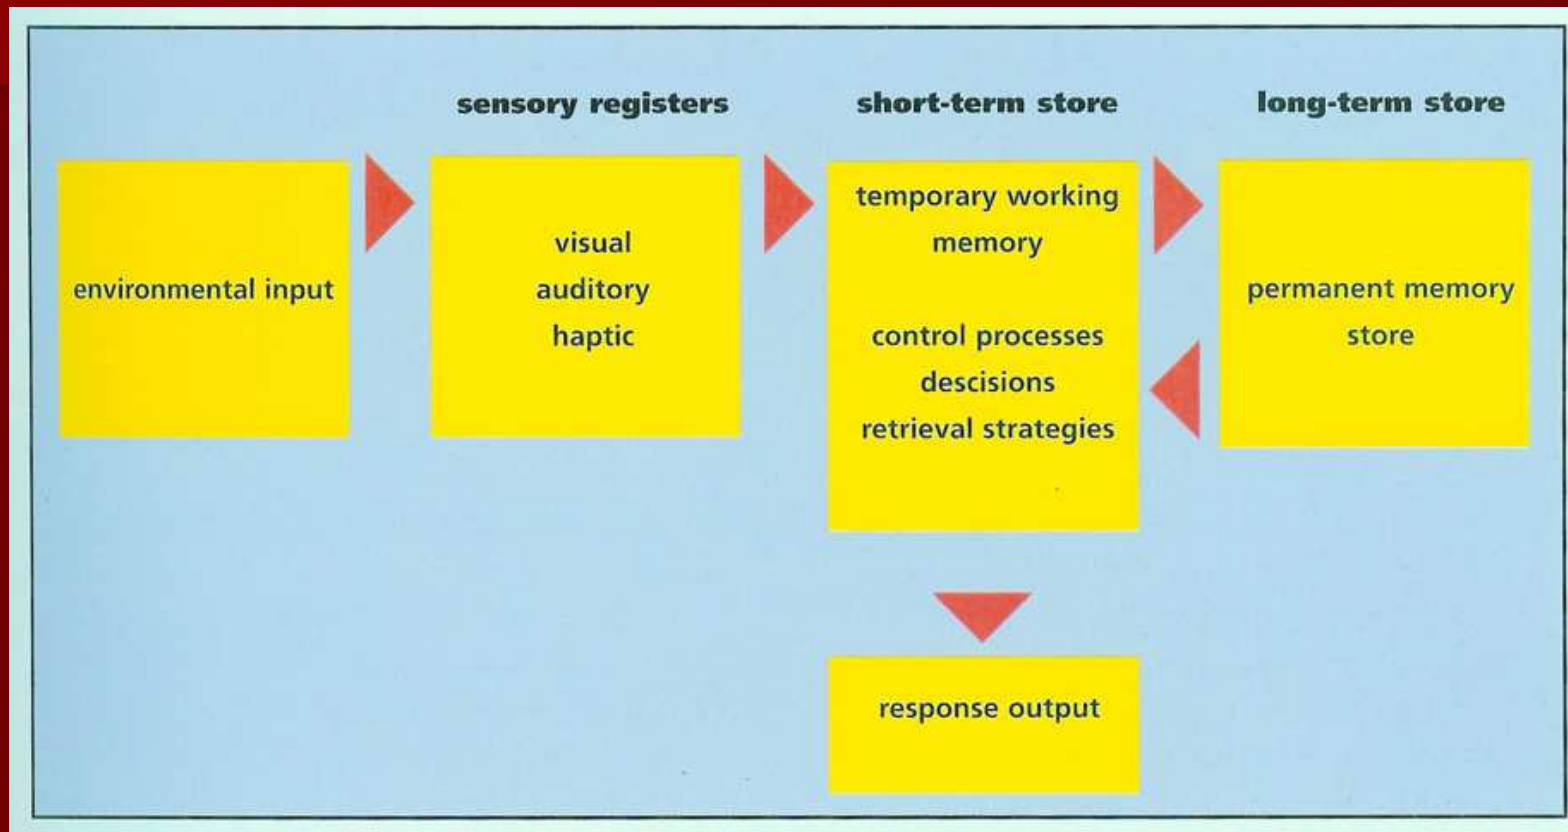 sensory registers
short-term store
long-term store
environmental input
visual
auditory
haptic
temporary working
memory
control processes
descisions
retrieval strategies
permanent memory
store
response output